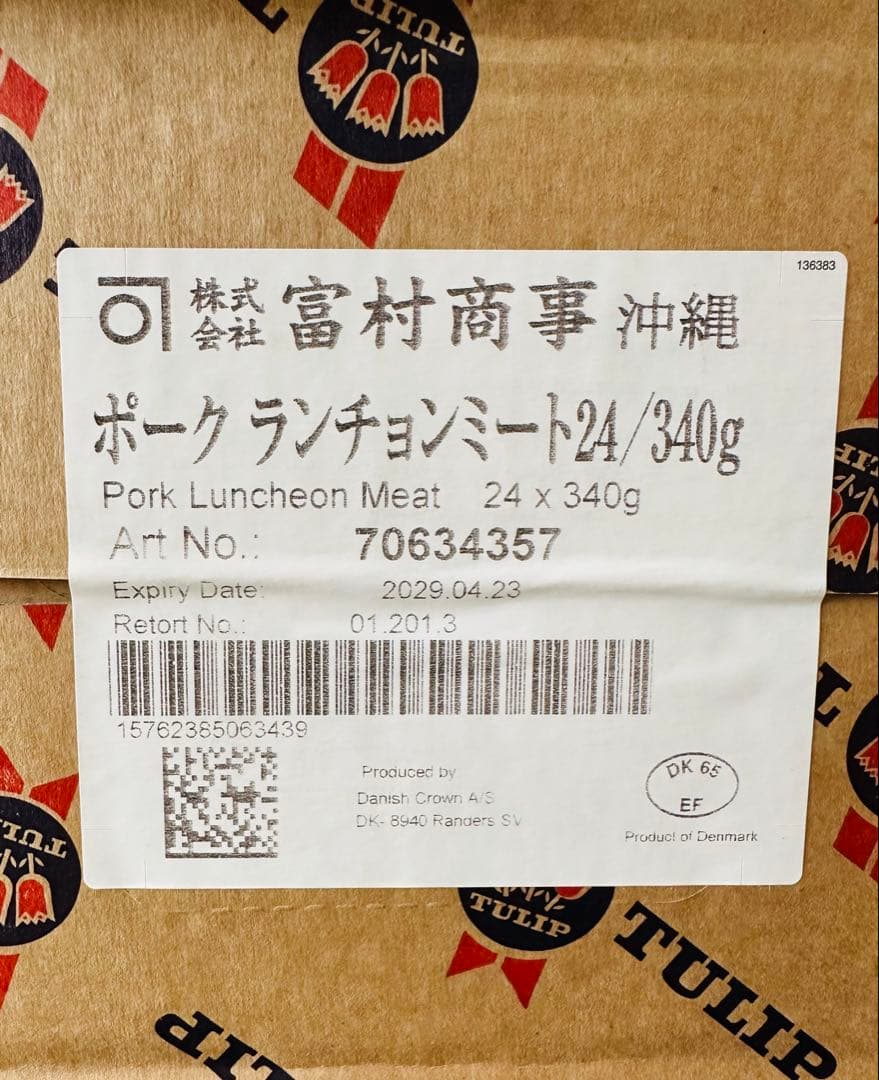 TULIP
136383
株式会社 富村商事 沖縄
ポーク ランチョンミート24/340g
Pork Luncheon Meat 24 x 340g
Art No.: 70634357
Expiry Date: 2029.04.23
Retort No.: 01.201.3
15762385063439
Produced by
Danish Crown A/S
DK- 8940 Randers SV
DK 65
EF
Product of Denmark
TULIP
TULIP
TULIP
TULIP